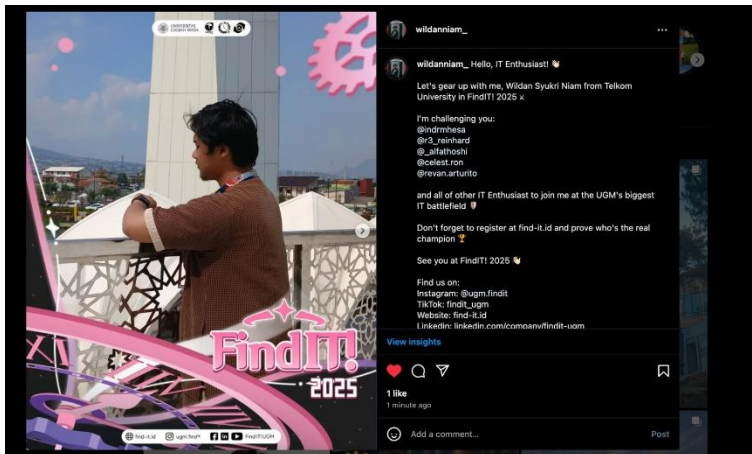 UNIVERSITAS
GADJAH MADA
FindIT!
2025
find-it.id
ugm.findit
FindITUGM
wildanniam_
wildanniam_ Hello, IT Enthusiast! 👋🏻
Let's gear up with me, Wildan Syukri Niam from Telkom
University in FindIT! 2025 ⚔
I'm challenging you:
@indrmhesa
@r3_reinhard
@_alfathoshi
@celest.ron
@revan.arturito
and all of other IT Enthusiast to join me at the UGM's biggest
IT battlefield
Don't forget to register at find-it.id and prove who's the real
champion 🏆
See you at FindIT! 2025 👋🏻
Find us on:
Instagram: @ugm.findit
TikTok: findit_ugm
Website: find-it.id
Linkedin: linkedin.com/company/findit-ugm
View insights
1 like
1 minute ago
Add a comment...
Post